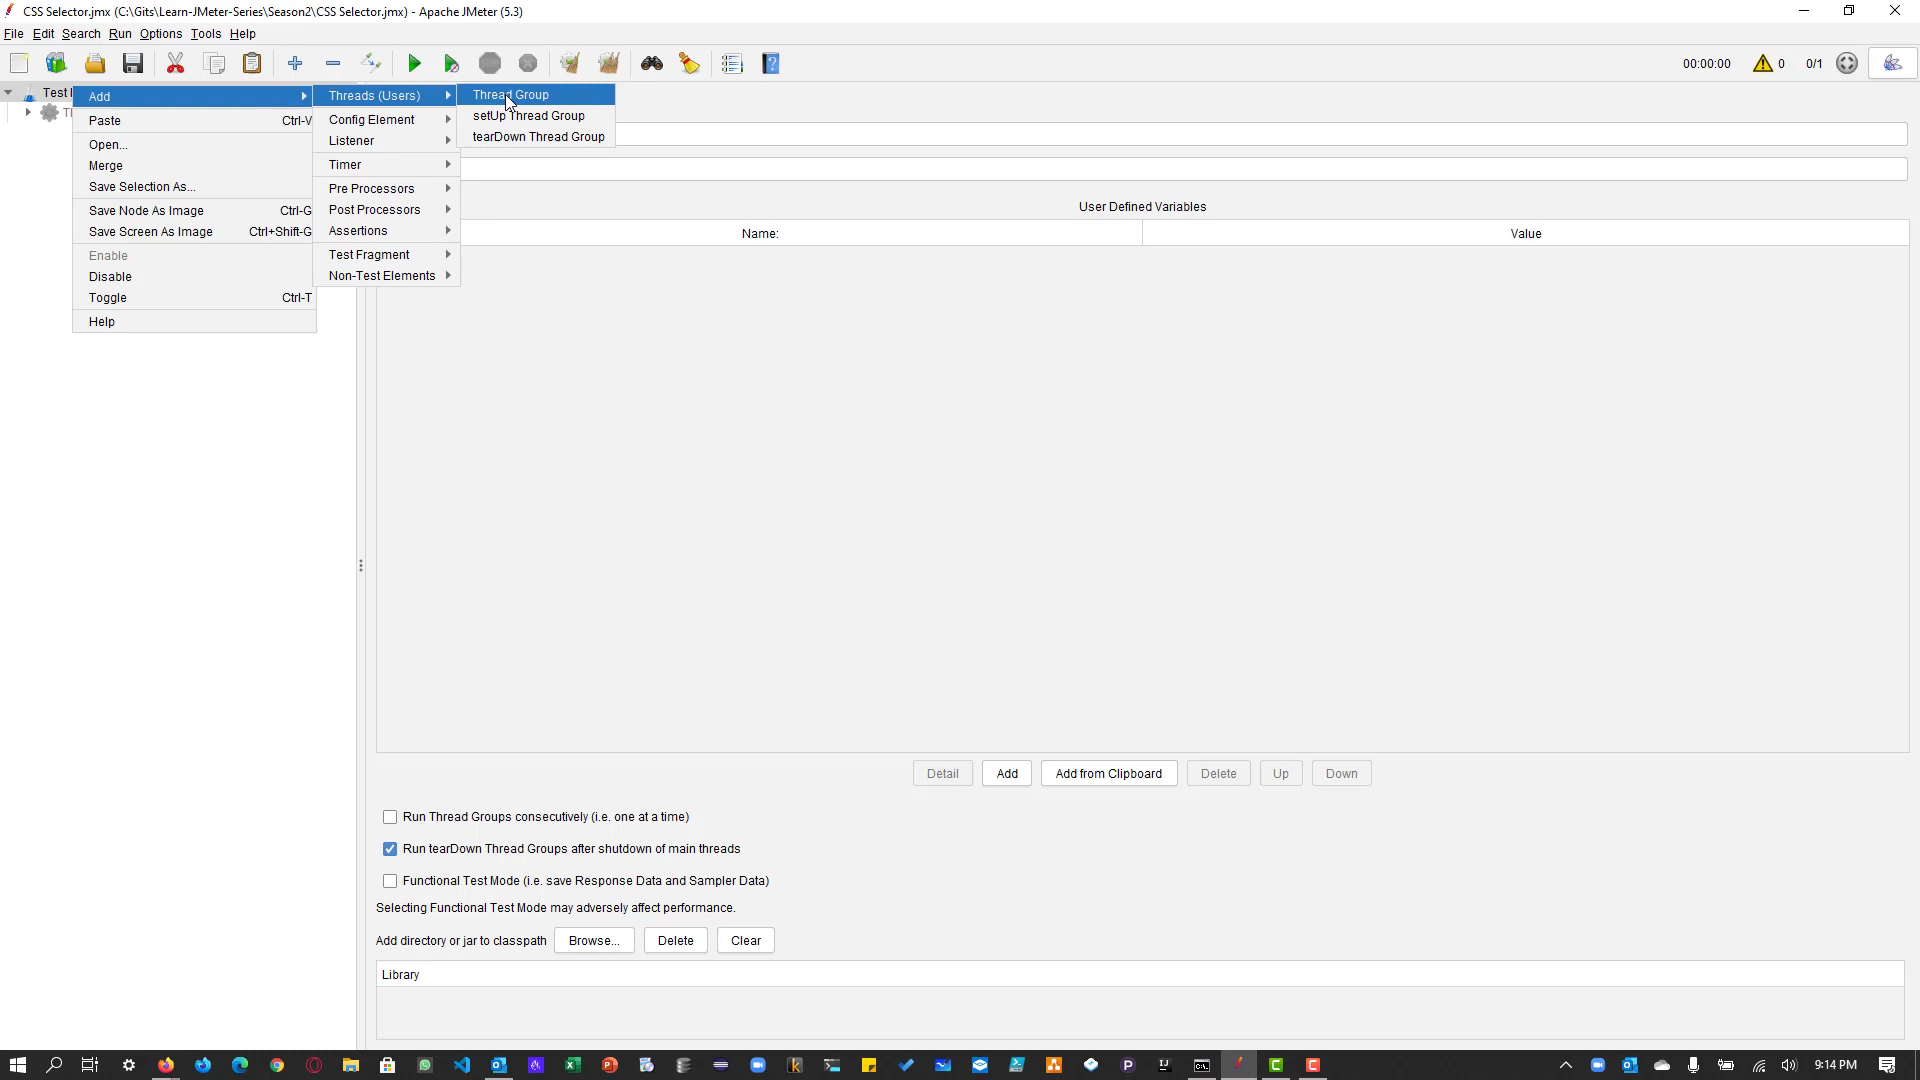 CSS Selector.jmx (C:\Gits\Learn-JMeter-Series\Season2\CSS Selector.jmx) - Apache JMeter (5.3)
File Edit Search Run Options Tools Help
00:00:00 0 0/1
Test
Add
Paste Ctrl-V
Open...
Merge
Save Selection As...
Save Node As Image Ctrl-G
Save Screen As Image Ctrl+Shift-G
Enable
Disable
Toggle Ctrl-T
Help
Threads (Users)
Config Element
Listener
Timer
Pre Processors
Post Processors
Assertions
Test Fragment
Non-Test Elements
Thread Group
setUp Thread Group
tearDown Thread Group
User Defined Variables
Name: Value
Detail Add Add from Clipboard Delete Up Down
Run Thread Groups consecutively (i.e. one at a time)
Run tearDown Thread Groups after shutdown of main threads
Functional Test Mode (i.e. save Response Data and Sampler Data)
Selecting Functional Test Mode may adversely affect performance.
Add directory or jar to classpath Browse... Delete Clear
Library
9:14 PM